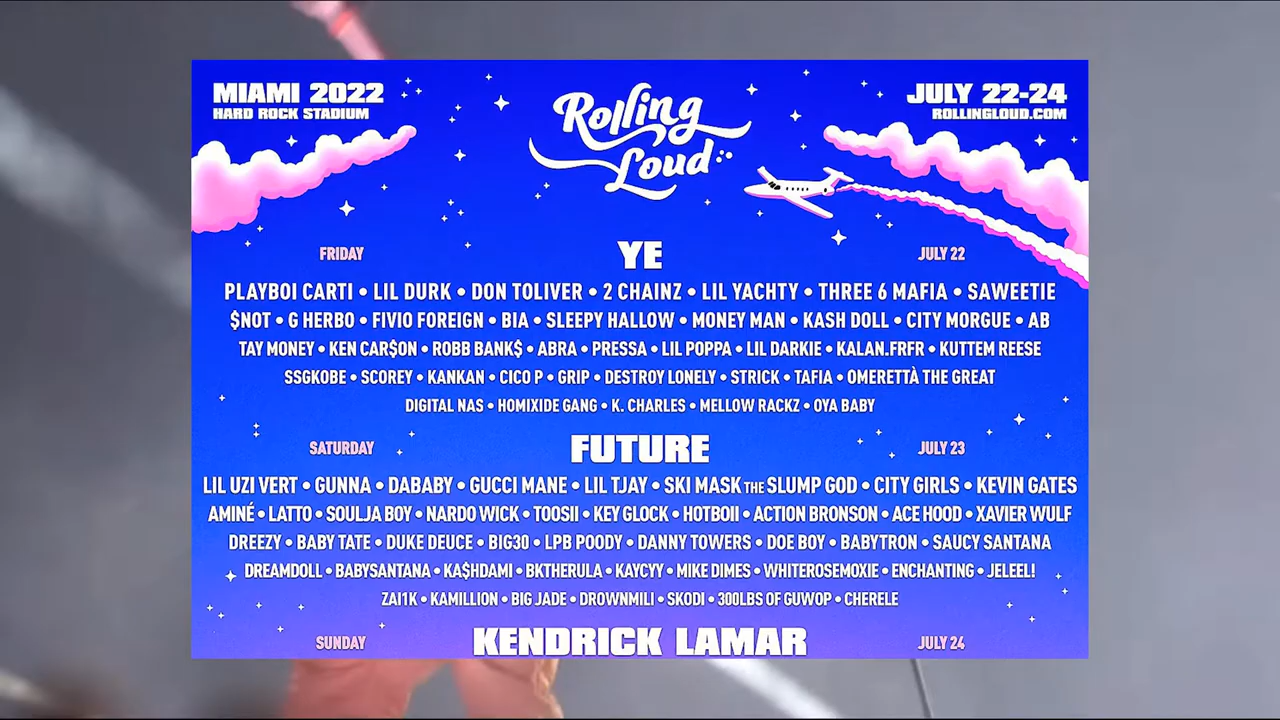 MIAMI 2022
HARD ROCK STADIUM
Rolling
Loud
JULY 22-24
ROLLINGLOUD.COM
FRIDAY YE JULY 22
PLAYBOI CARTI • LIL DURK • DON TOLIVER • 2 CHAINZ • LIL YACHTY • THREE 6 MAFIA • SAWEETIE
$NOT • G HERBO • FIVIO FOREIGN • BIA • SLEEPY HALLOW • MONEY MAN • KASH DOLL • CITY MORGUE • AB
TAY MONEY • KEN CAR$ON • ROBB BANK$ • ABRA • PRESSA • LIL POPPA • LIL DARKIE • KALAN.FRFR • KUTTEM REESE
SSGKOBE • SCOREY • KANKAN • CICO P • GRIP • DESTROY LONELY • STRICK • TAFIA • OMERETTÀ THE GREAT
DIGITAL NAS • HOMIXIDE GANG • K. CHARLES • MELLOW RACKZ • OYA BABY
SATURDAY FUTURE JULY 23
LIL UZI VERT • GUNNA • DABABY • GUCCI MANE • LIL TJAY • SKI MASK THE SLUMP GOD • CITY GIRLS • KEVIN GATES
AMINÉ • LATTO • SOULJA BOY • NARDO WICK • TOOSII • KEY GLOCK • HOTBOII • ACTION BRONSON • ACE HOOD • XAVIER WULF
DREEZY • BABY TATE • DUKE DEUCE • BIG30 • LPB POODY • DANNY TOWERS • DOE BOY • BABYTRON • SAUCY SANTANA
DREAMDOLL • BABYSANTANA • KA$HDAMI • BKTHERULA • KAYCYY • MIKE DIMES • WHITEROSEMOXIE • ENCHANTING • JELEEL!
ZAI1K • KAMILLION • BIG JADE • DROWNMILI • SKODI • 300LBS OF GUWOP • CHERELE
SUNDAY KENDRICK LAMAR JULY 24